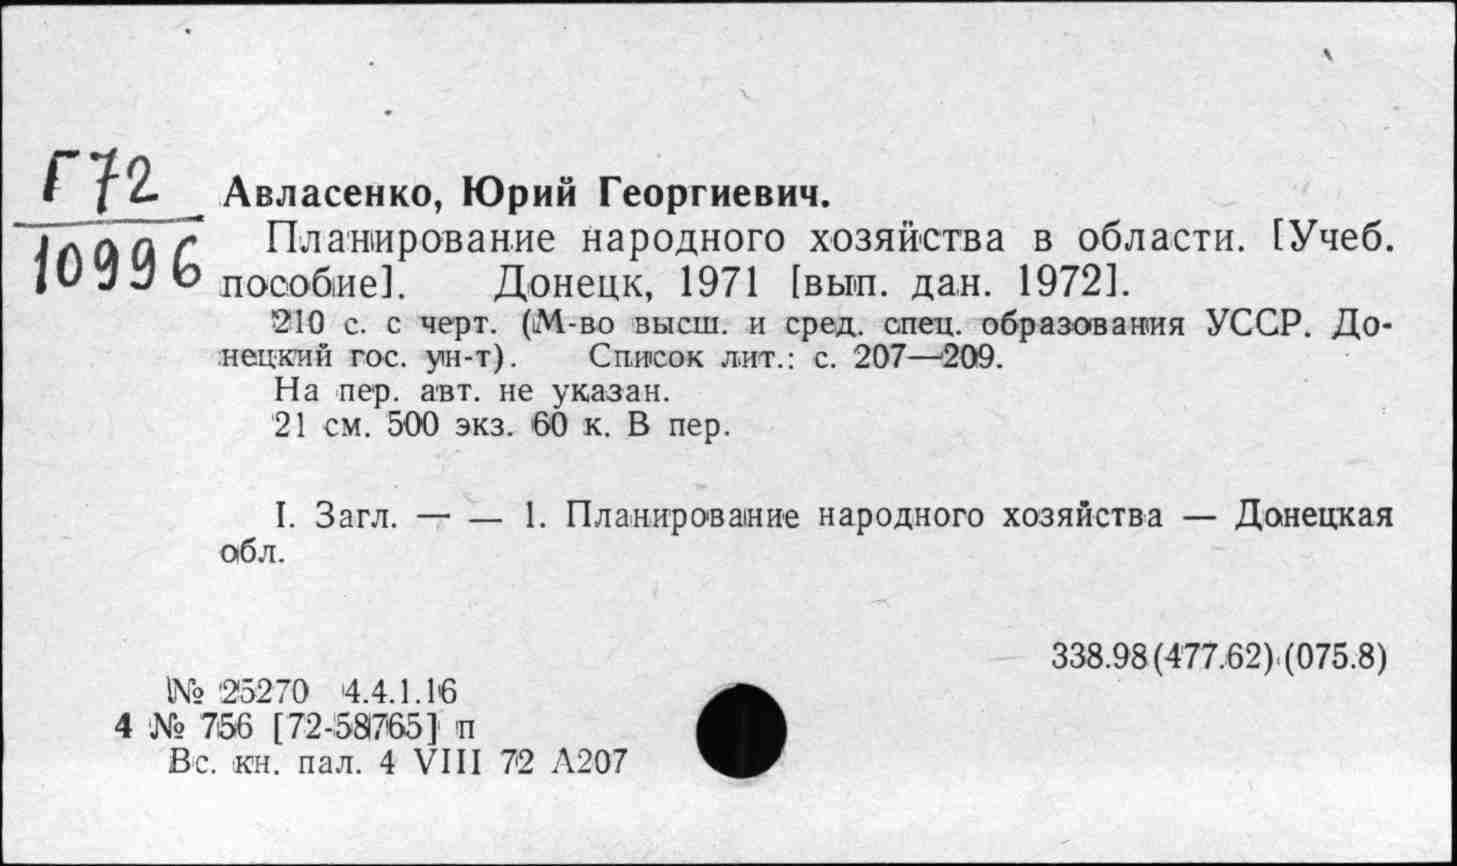 Г72
10996
Авласенко, Юрий Георгиевич.
Планирование народного хозяйства в области. [Учеб.
пособие]. Донецк, 1971 [вып. дан. 1972].
210 с. с черт. (М-во высш. и сред. спец. образования УССР. До-
нецкий гос. ун-т). Список лит.: с. 207—209.
На пер. авт. не указан.
21 см. 500 экз. 60 к. В пер.
I. Загл. — — 1. Планирование народного хозяйства — Донецкая
обл.
338.98(477.62)(075.8)
№ 25270 4.4.1.16
4 № 756 [72-58765] п
Вс. кн. пал. 4 VIII 72 А207